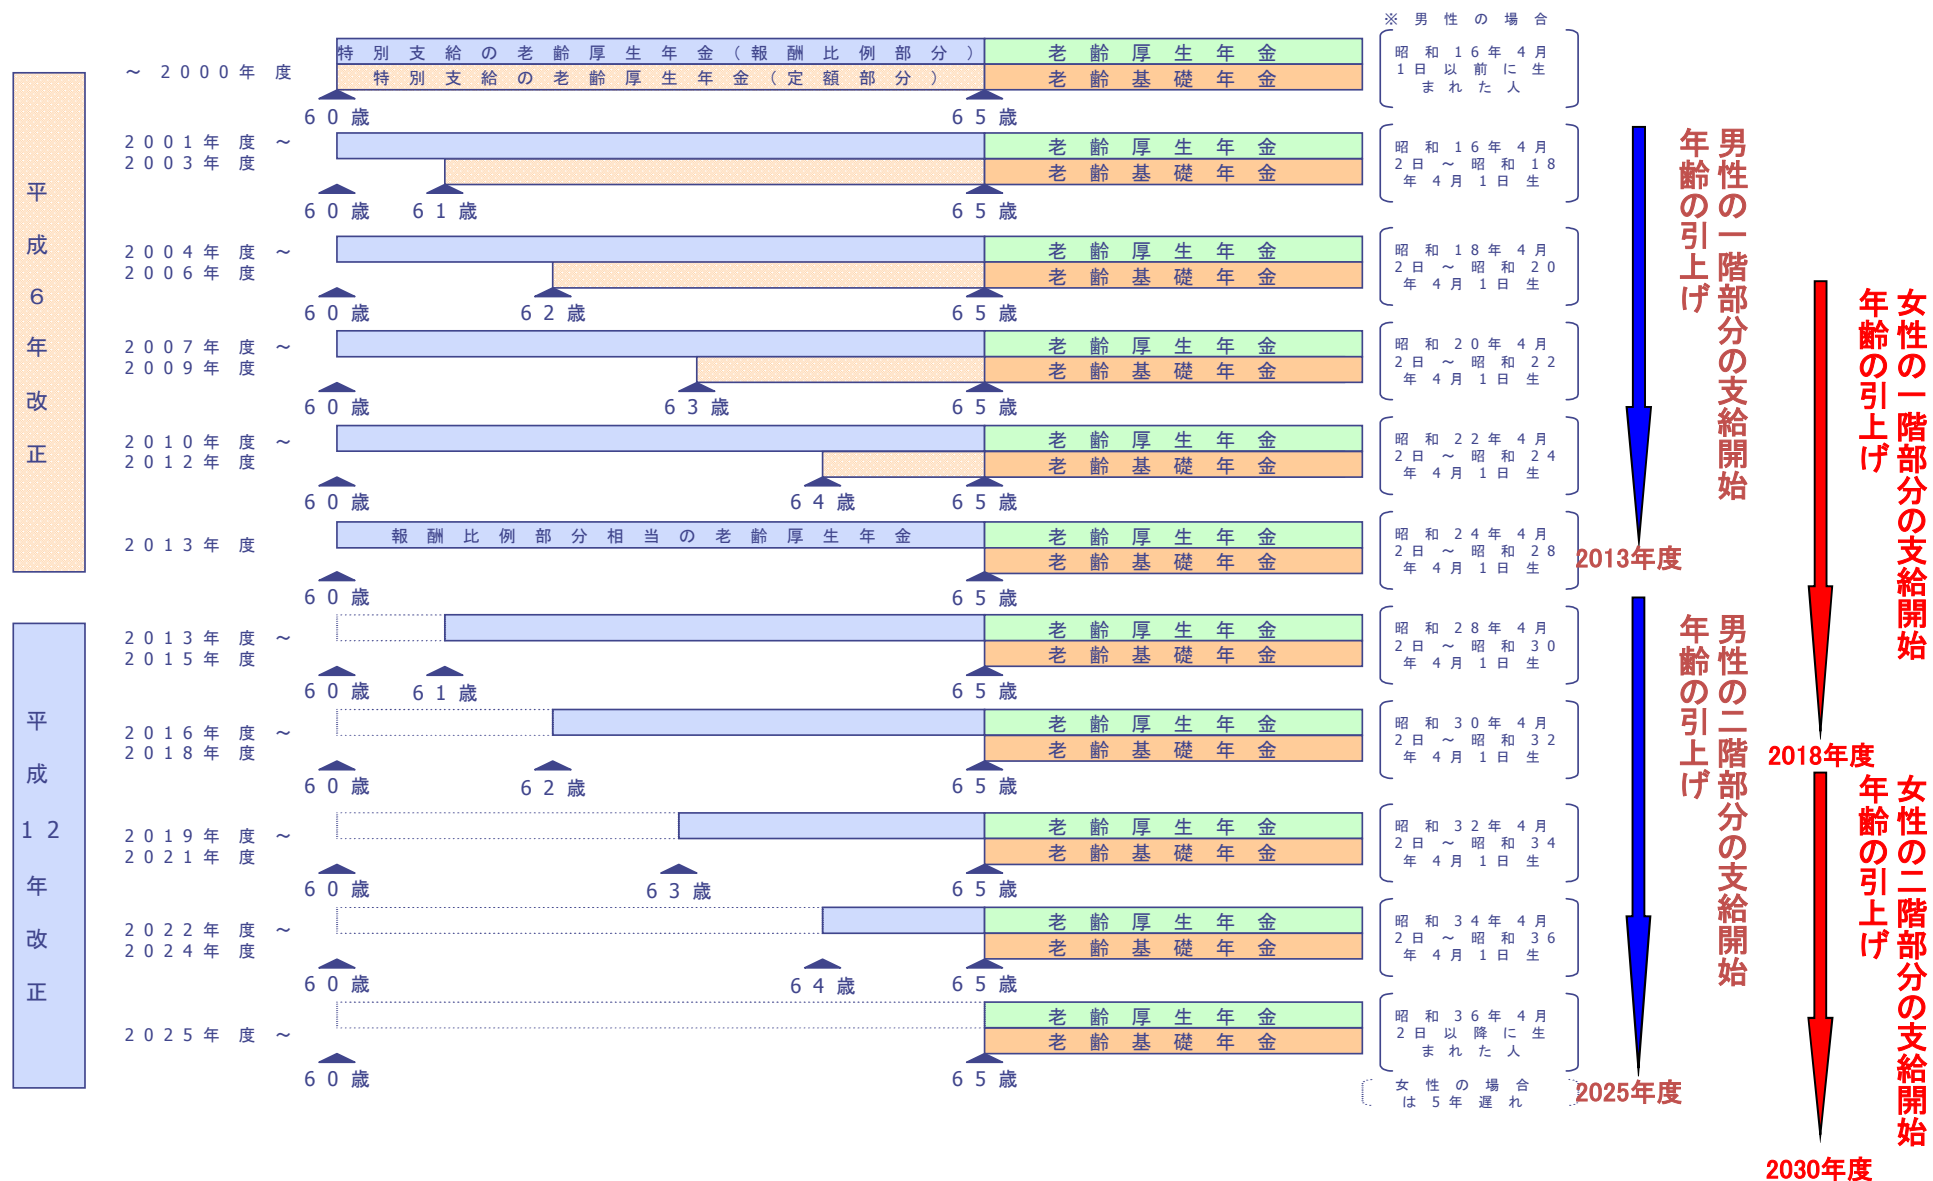 ※男性の場合
平成6年改正
～2000年度
特別支給の老齢厚生年金（報酬比例部分）
老齢厚生年金
特別支給の老齢厚生年金（定額部分）
老齢基礎年金
60歳
65歳
昭和16年4月
1日以前に生
まれた人
2001年度～
2003年度
老齢厚生年金
老齢基礎年金
60歳
61歳
65歳
昭和16年4月
2日～昭和18
年4月1日生
2004年度～
2006年度
老齢厚生年金
老齢基礎年金
60歳
62歳
65歳
昭和18年4月
2日～昭和20
年4月1日生
2007年度～
2009年度
老齢厚生年金
老齢基礎年金
60歳
63歳
65歳
昭和20年4月
2日～昭和22
年4月1日生
2010年度～
2012年度
老齢厚生年金
老齢基礎年金
60歳
64歳
65歳
昭和22年4月
2日～昭和24
年4月1日生
2013年度
報酬比例部分相当の老齢厚生年金
老齢厚生年金
老齢基礎年金
60歳
65歳
昭和24年4月
2日～昭和28
年4月1日生
平成12年改正
2013年度～
2015年度
老齢厚生年金
老齢基礎年金
60歳
61歳
65歳
昭和28年4月
2日～昭和30
年4月1日生
2016年度～
2018年度
老齢厚生年金
老齢基礎年金
60歳
62歳
65歳
昭和30年4月
2日～昭和32
年4月1日生
2019年度～
2021年度
老齢厚生年金
老齢基礎年金
60歳
63歳
65歳
昭和32年4月
2日～昭和34
年4月1日生
2022年度～
2024年度
老齢厚生年金
老齢基礎年金
60歳
64歳
65歳
昭和34年4月
2日～昭和36
年4月1日生
2025年度～
老齢厚生年金
老齢基礎年金
60歳
65歳
昭和36年4月
2日以降に生
まれた人
女性の場合
は5年遅れ
男性の一階部分の支給開始
年齢の引上げ
2013年度
男性の二階部分の支給開始
年齢の引上げ
2025年度
女性の一階部分の支給開始
年齢の引上げ
2018年度
女性の二階部分の支給開始
年齢の引上げ
2030年度